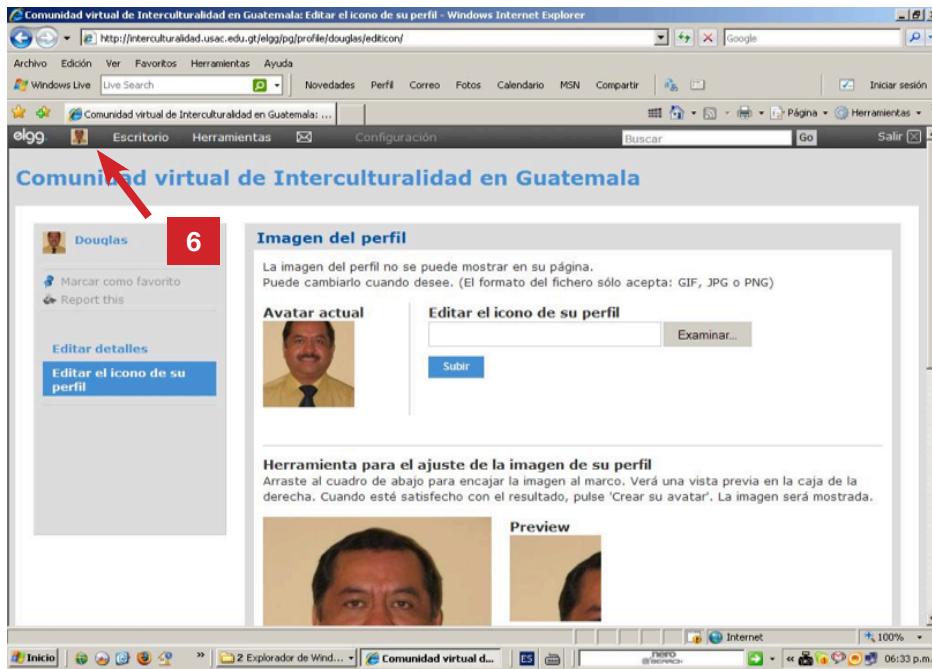 Comunidad virtual de Interculturalidad en Guatemala: Editar el icono de su perfil - Windows Internet Explorer
http://interculturalidad.usac.edu.gt/elgg/pg/profile/douglas/editicon/
Google
Archivo Edición Ver Favoritos Herramientas Ayuda
Windows Live Live Search Novedades Perfil Correo Fotos Calendario MSN Compartir Iniciar sesión
Comunidad virtual de Interculturalidad en Guatemala: ... Página Herramientas
elgg. Escritorio Herramientas Configuración Buscar Go Salir
Comunidad virtual de Interculturalidad en Guatemala
6
Douglas
Marcar como favorito
Report this
Editar detalles
Editar el icono de su
perfil
Imagen del perfil
La imagen del perfil no se puede mostrar en su página.
Puede cambiarlo cuando desee. (El formato del fichero sólo acepta: GIF, JPG o PNG)
Avatar actual
Editar el icono de su perfil
Examinar...
Subir
Herramienta para el ajuste de la imagen de su perfil
Arraste al cuadro de abajo para encajar la imagen al marco. Verá una vista previa en la caja de la
derecha. Cuando esté satisfecho con el resultado, pulse 'Crear su avatar'. La imagen será mostrada.
Preview
Internet 100%
Inicio » 2 Explorador de Wind... Comunidad virtual d... ES nero SEARCH « 06:33 p.m.